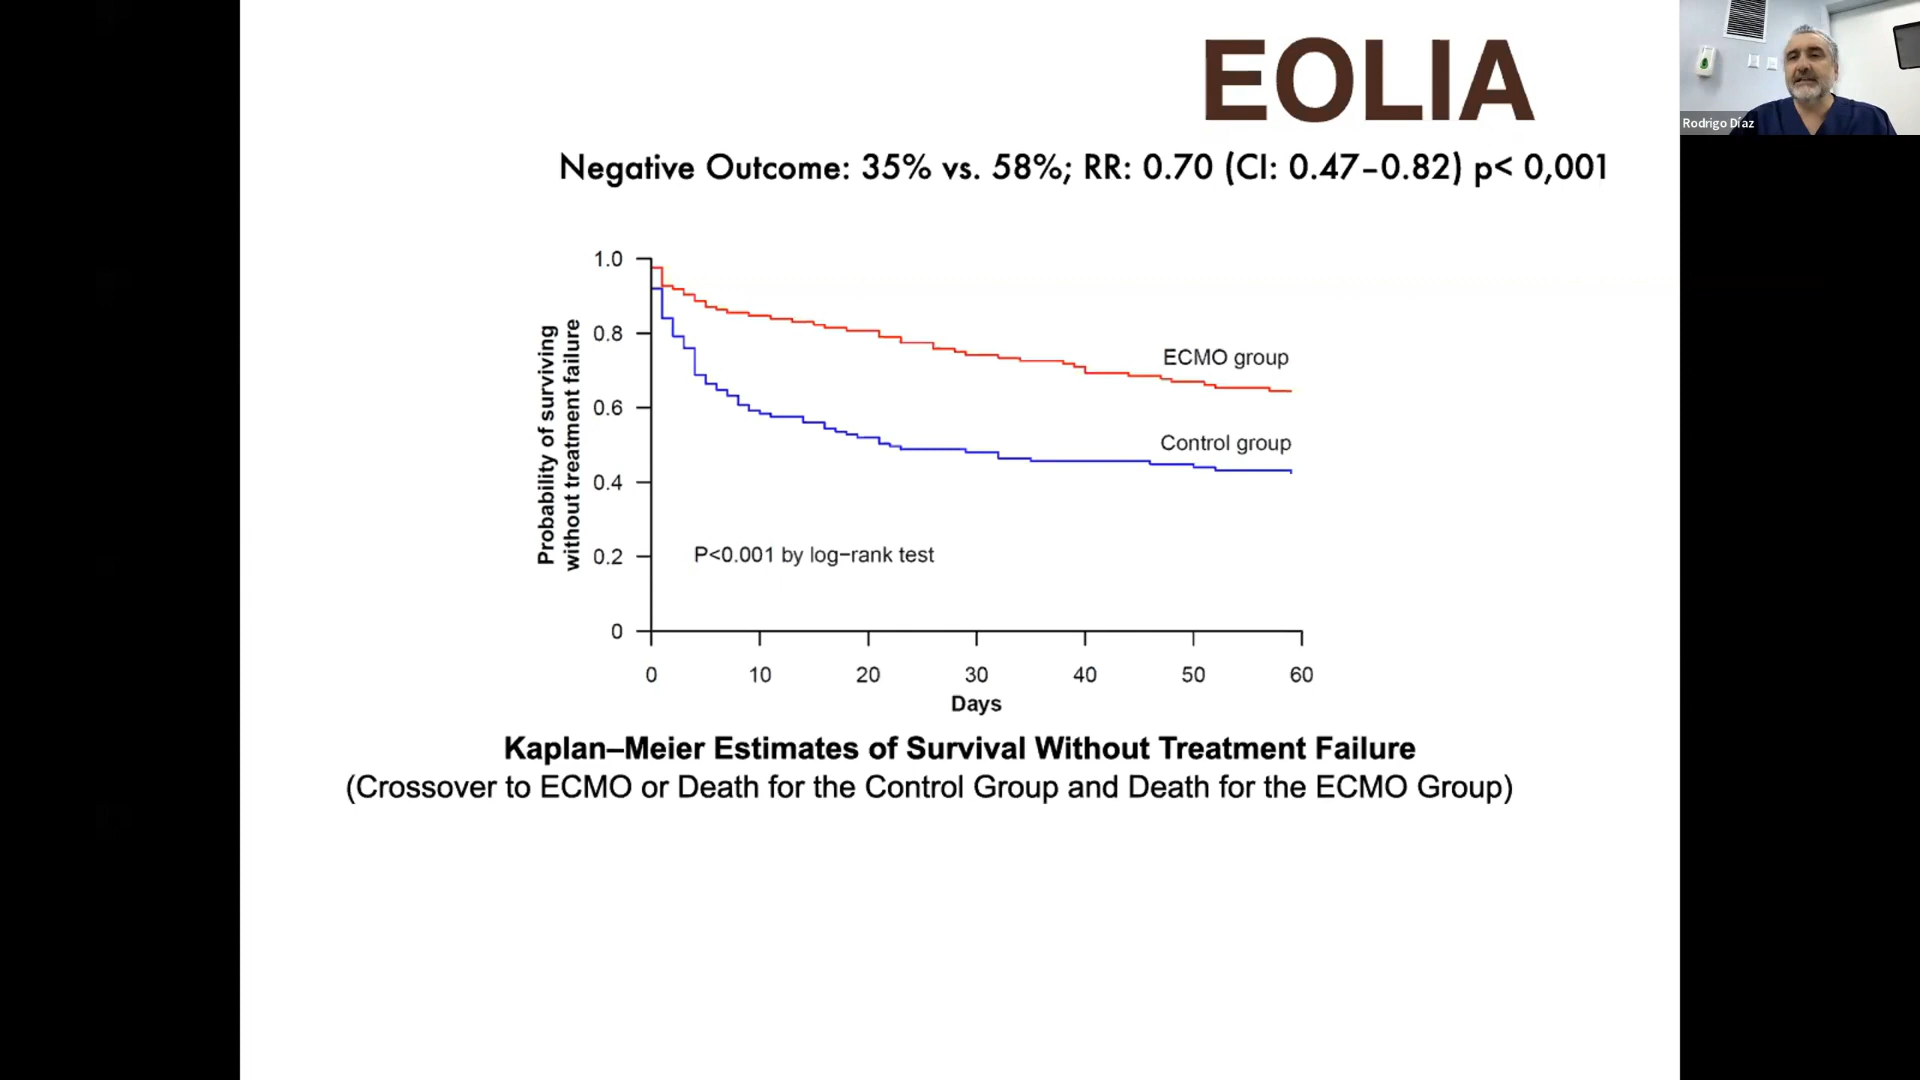 EOLIA
Negative Outcome: 35% vs. 58%; RR: 0.70 (CI: 0.47–0.82) p< 0,001
Rodrigo Díaz
1.0
0.8
0.6
0.4
0.2
0
Probability of surviving
without treatment failure
ECMO group
Control group
P<0.001 by log−rank test
0 10 20 30 40 50 60
Days
Kaplan–Meier Estimates of Survival Without Treatment Failure
(Crossover to ECMO or Death for the Control Group and Death for the ECMO Group)